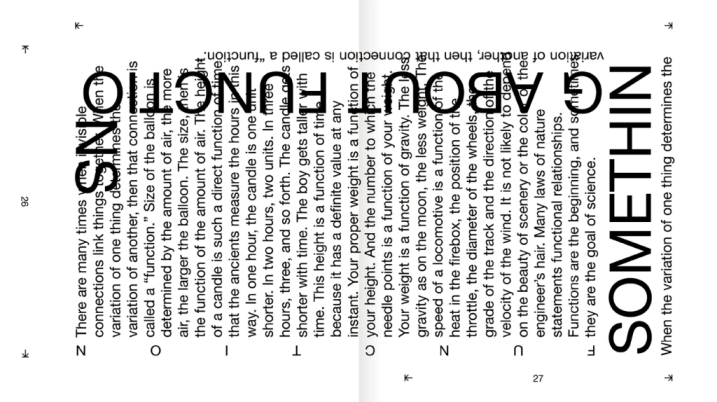 SOMETHIN
G ABOUT FUNCTIO
NS
There are many times when invisible
connections link things together. When the
variation of one thing determines the
variation of another, then that connection is
called a “function.” Size of the balloon is
determined by the amount of air, the more
air, the larger the balloon. The size, then is
the function of the amount of air. The height
of a candle is such a direct function of time
that the ancients measure the hours in this
way. In one hour, the candle is one unit
shorter. In two hours, two units. In three
hours, three, and so forth. The candle gets
shorter with time. The boy gets taller with
time. This height is a function of time
because it has a definite value at any
instant. Your proper weight is a function of
your height. And the number to which the
needle points is a function of your weight.
Your weight is a function of gravity. The less
gravity as on the moon, the less weight. The
speed of a locomotive is a function of the
heat in the firebox, the position of the
throttle, the diameter of the wheels, the
grade of the track and the direction of the
velocity of the wind. It is not likely to depend
on the beauty of scenery or the color of the
engineer's hair. Many laws of nature
statements functional relationships.
Functions are the beginning, and sometimes
they are the goal of science.
When the variation of one thing determines the
variation of another, then that connection is called a “function.”
F U N C T I O N
26
27